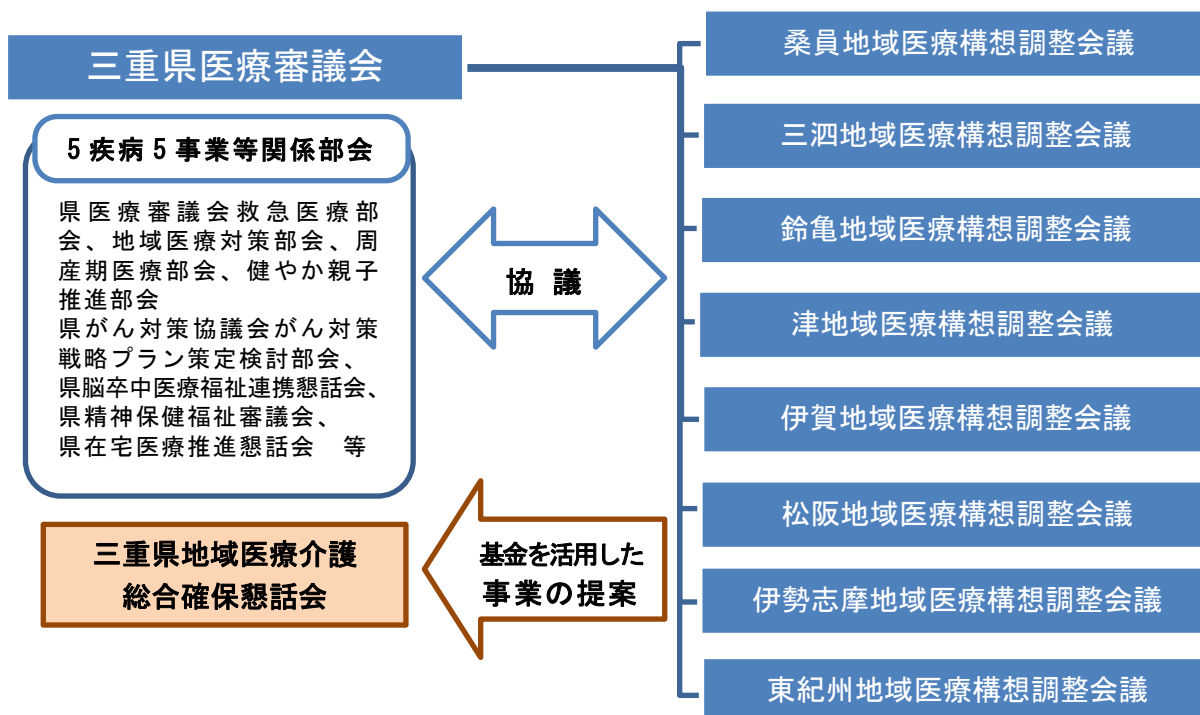 三重県医療審議会
5疾病5事業等関係部会
県医療審議会救急医療部
会、地域医療対策部会、周
産期医療部会、健やか親子
推進部会
県がん対策協議会がん対策
戦略プラン策定検討部会、
県脳卒中医療福祉連携懇話会、
県精神保健福祉審議会、
県在宅医療推進懇話会　等
協 議
三重県地域医療介護
総合確保懇話会
基金を活用した
事業の提案
桑員地域医療構想調整会議
三泗地域医療構想調整会議
鈴亀地域医療構想調整会議
津地域医療構想調整会議
伊賀地域医療構想調整会議
松阪地域医療構想調整会議
伊勢志摩地域医療構想調整会議
東紀州地域医療構想調整会議